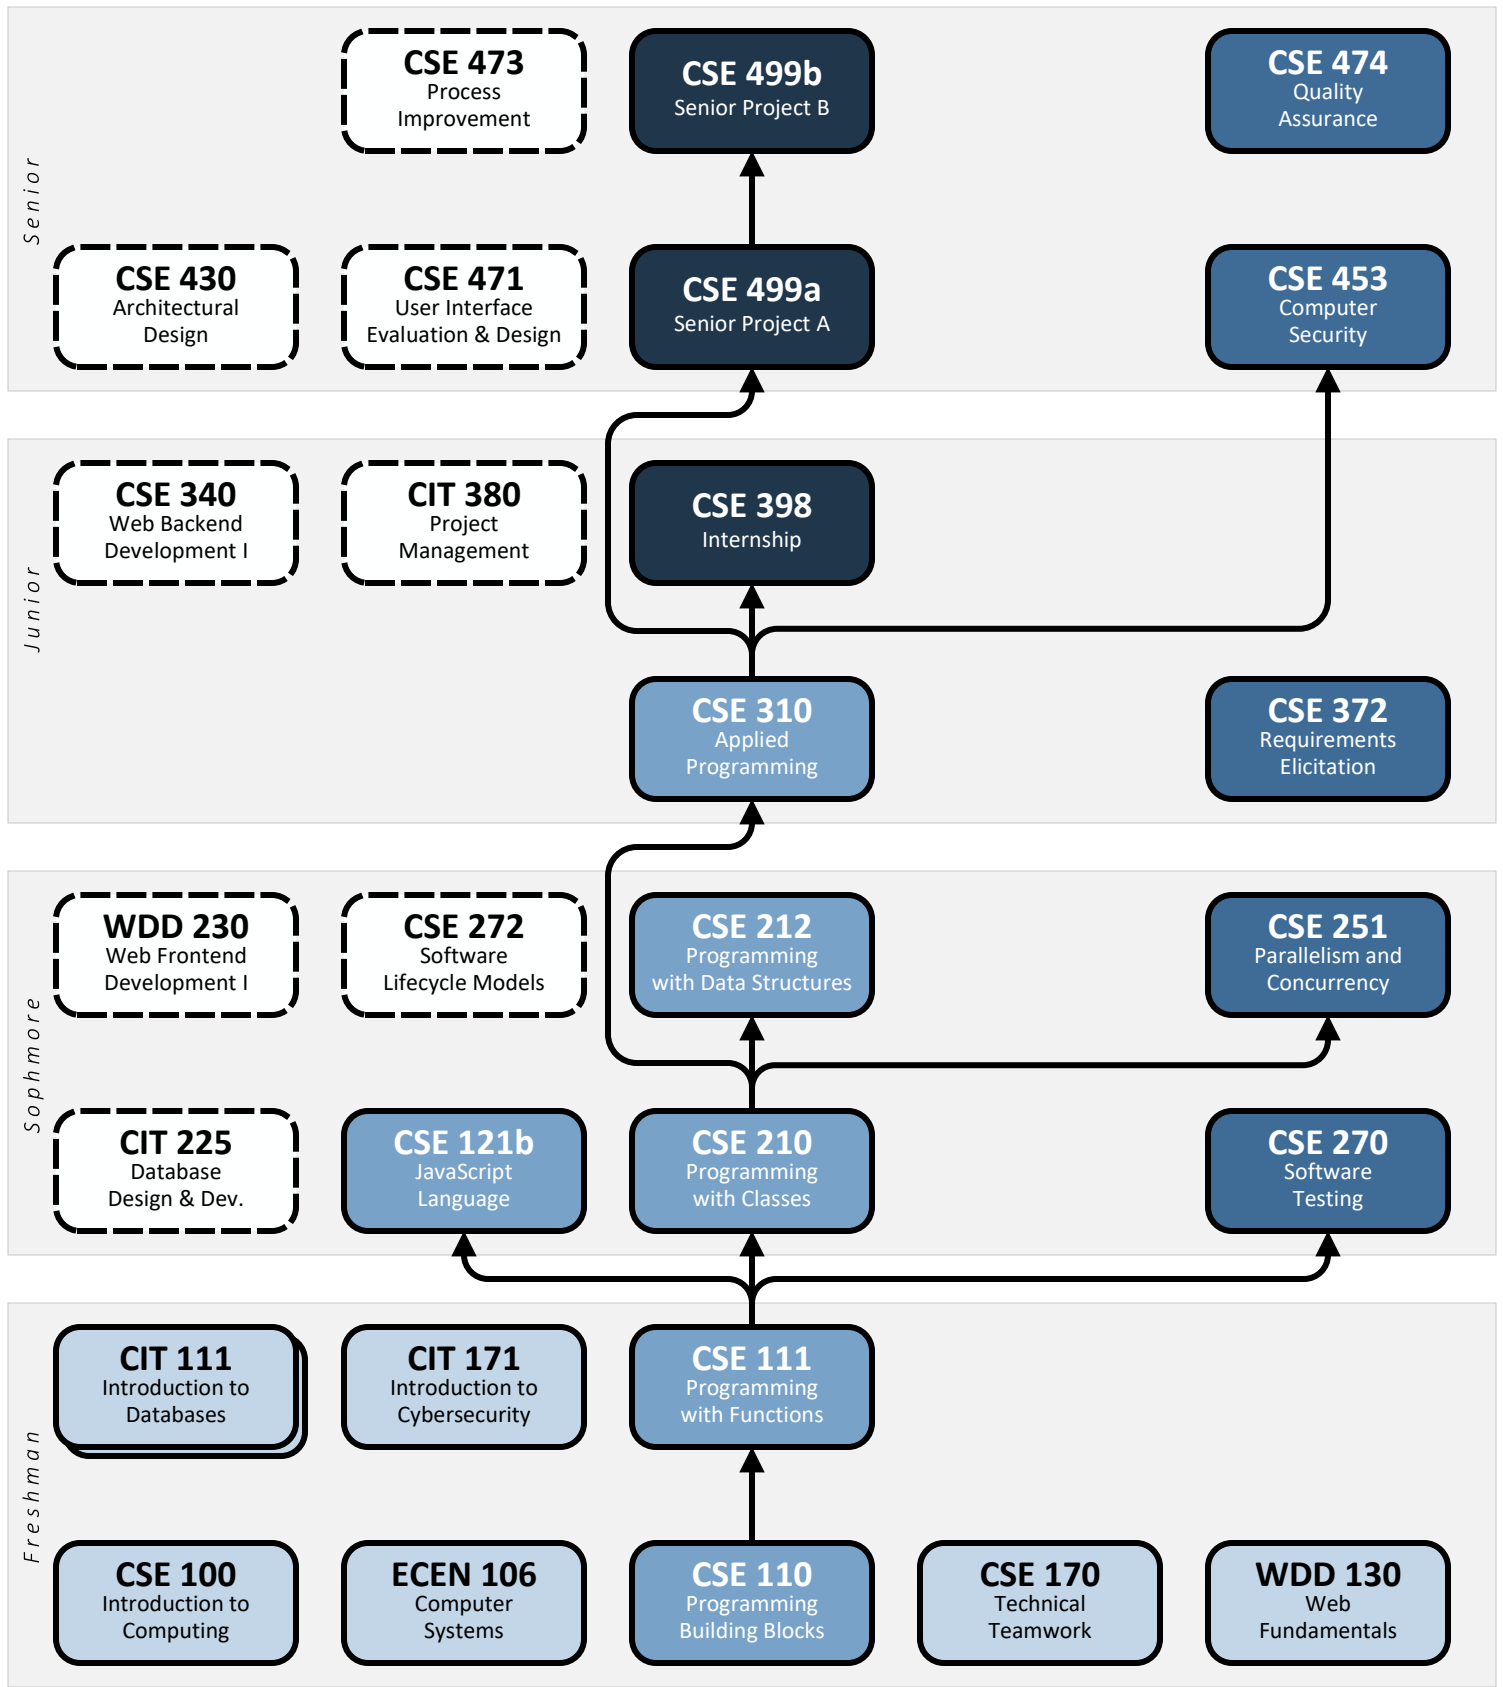 Senior
CSE 473
Process
Improvement
CSE 499b
Senior Project B
CSE 474
Quality
Assurance
CSE 430
Architectural
Design
CSE 471
User Interface
Evaluation & Design
CSE 499a
Senior Project A
CSE 453
Computer
Security
Junior
CSE 340
Web Backend
Development I
CIT 380
Project
Management
CSE 398
Internship
CSE 310
Applied
Programming
CSE 372
Requirements
Elicitation
Sophmore
WDD 230
Web Frontend
Development I
CSE 272
Software
Lifecycle Models
CSE 212
Programming
with Data Structures
CSE 251
Parallelism and
Concurrency
CIT 225
Database
Design & Dev.
CSE 121b
JavaScript
Language
CSE 210
Programming
with Classes
CSE 270
Software
Testing
Freshman
CIT 111
Introduction to
Databases
CIT 171
Introduction to
Cybersecurity
CSE 111
Programming
with Functions
CSE 100
Introduction to
Computing
ECEN 106
Computer
Systems
CSE 110
Programming
Building Blocks
CSE 170
Technical
Teamwork
WDD 130
Web
Fundamentals